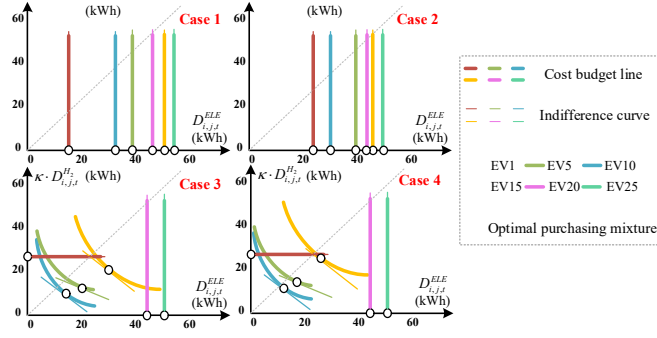 (kWh)
Case 1
60
40
20
0
0
20
40
60
D^{ELE}_{i,j,t}
(kWh)
(kWh)
Case 2
60
40
20
0
0
20
40
60
D^{ELE}_{i,j,t}
(kWh)
κ · D^{H_2}_{i,j,t}
(kWh)
Case 3
60
40
20
0
0
20
40
60
D^{ELE}_{i,j,t}
(kWh)
κ · D^{H_2}_{i,j,t}
(kWh)
Case 4
60
40
20
0
0
20
40
60
D^{ELE}_{i,j,t}
(kWh)
Cost budget line
Indifference curve
EV1 EV5 EV10
EV15 EV20 EV25
Optimal purchasing mixture